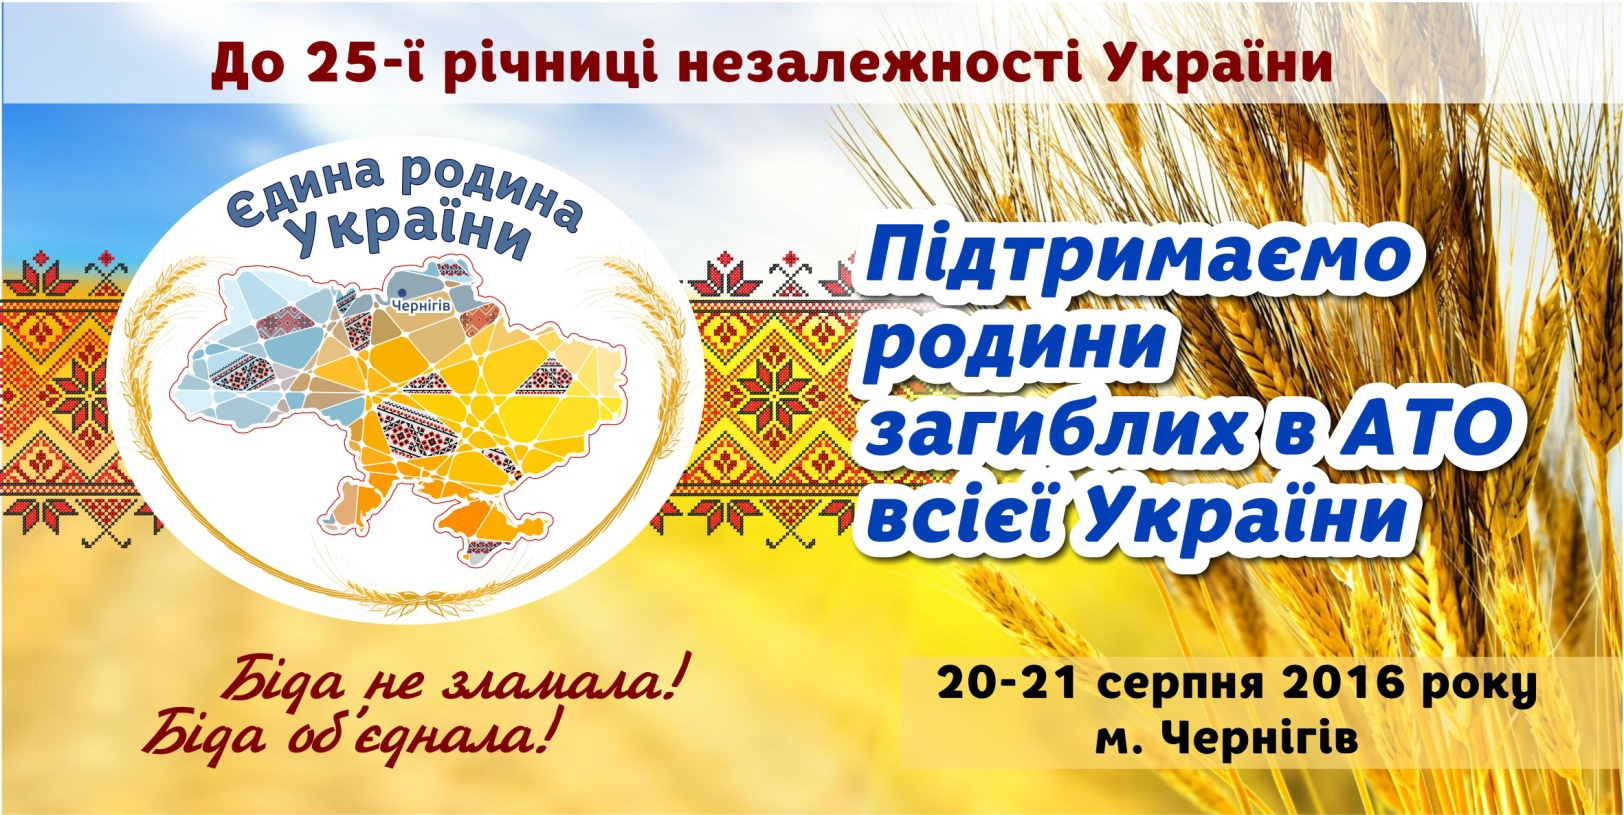 До 25-ї річниці незалежності України
Єдина родина
України
Чернігів
Підтримаємо
родини
загиблих в АТО
всієї України
Біда не зламала!
Біда об'єднала!
20-21 серпня 2016 року
м. Чернігів